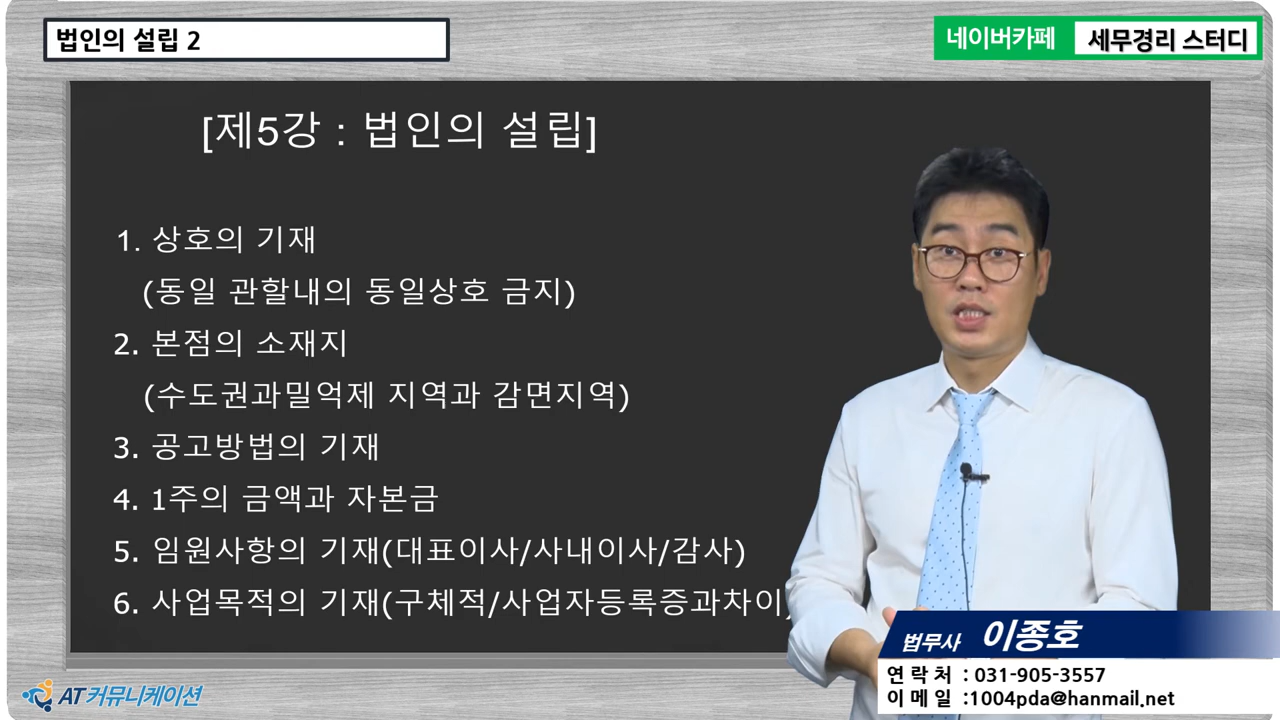 법인의 설립 2
네이버카페 세무경리 스터디
[제5강 : 법인의 설립]
1. 상호의 기재
(동일 관할내의 동일상호 금지)
2. 본점의 소재지
(수도권과밀억제 지역과 감면지역)
3. 공고방법의 기재
4. 1주의 금액과 자본금
5. 임원사항의 기재(대표이사/사내이사/감사)
6. 사업목적의 기재(구체적/사업자등록증과차이)
법무사 이종호
연 락 처 : 031-905-3557
이 메 일 :1004pda@hanmail.net
AT커뮤니케이션